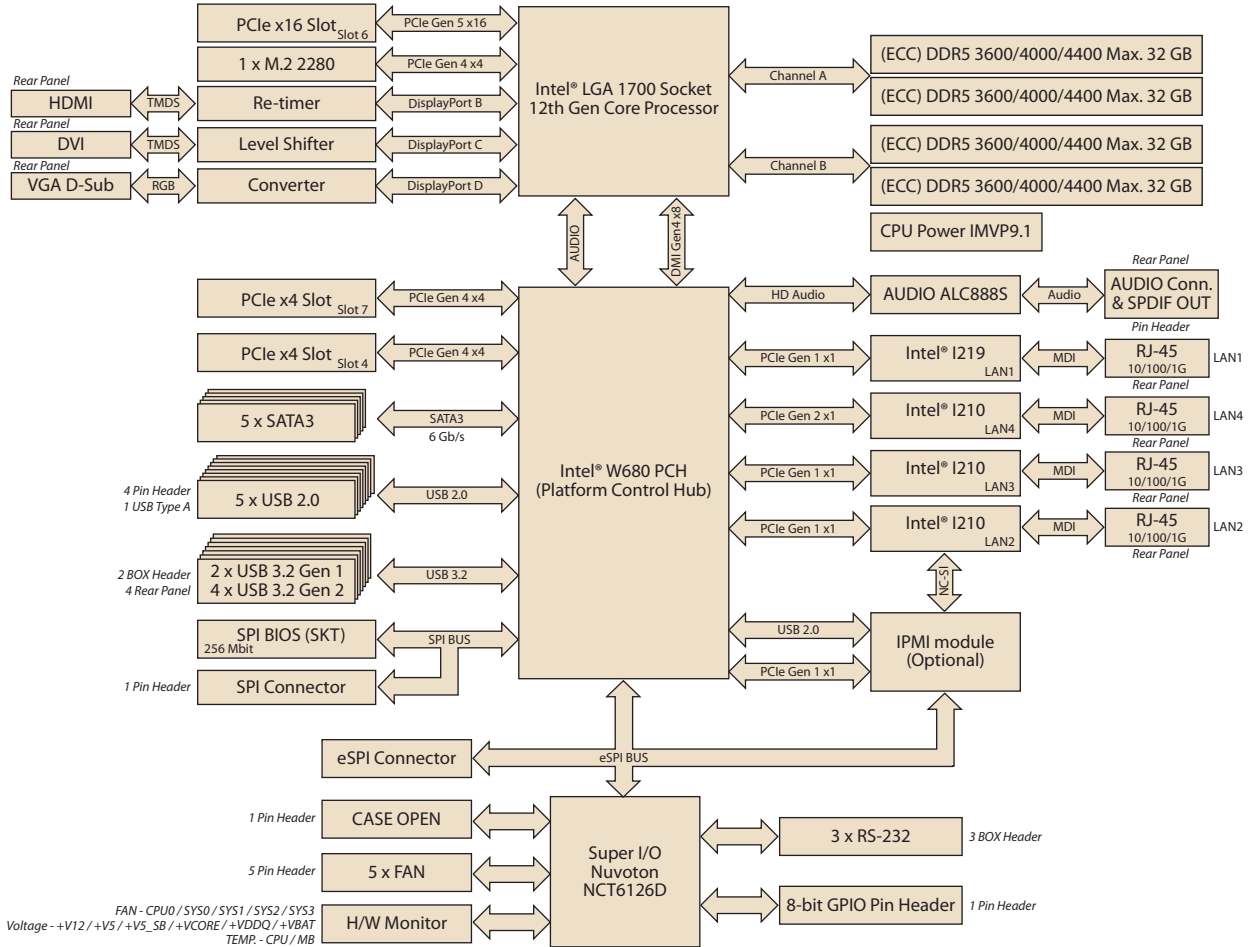 PCIe x16 Slot
Slot 6
PCIe Gen 5 x16
1 x M.2 2280
PCIe Gen 4 x4
Rear Panel
HDMI
TMDS
Re-timer
DisplayPort B
Rear Panel
DVI
TMDS
Level Shifter
DisplayPort C
Rear Panel
VGA D-Sub
RGB
Converter
DisplayPort D
Intel® LGA 1700 Socket
12th Gen Core Processor
Channel A
(ECC) DDR5 3600/4000/4400 Max. 32 GB
(ECC) DDR5 3600/4000/4400 Max. 32 GB
Channel B
(ECC) DDR5 3600/4000/4400 Max. 32 GB
(ECC) DDR5 3600/4000/4400 Max. 32 GB
CPU Power IMVP9.1
AUDIO
DMI Gen4 x8
PCIe x4 Slot
Slot 7
PCIe Gen 4 x4
PCIe x4 Slot
Slot 4
PCIe Gen 4 x4
5 x SATA3
SATA3
6 Gb/s
4 Pin Header
1 USB Type A
5 x USB 2.0
USB 2.0
2 BOX Header
4 Rear Panel
2 x USB 3.2 Gen 1
4 x USB 3.2 Gen 2
USB 3.2
SPI BIOS (SKT)
256 Mbit
SPI BUS
1 Pin Header
SPI Connector
Intel® W680 PCH
(Platform Control Hub)
HD Audio
AUDIO ALC888S
Audio
Rear Panel
AUDIO Conn.
& SPDIF OUT
Pin Header
PCIe Gen 1 x1
Intel® I219
LAN1
MDI
RJ-45
10/100/1G
LAN1
Rear Panel
PCIe Gen 2 x1
Intel® I210
LAN4
MDI
RJ-45
10/100/1G
LAN4
Rear Panel
PCIe Gen 1 x1
Intel® I210
LAN3
MDI
RJ-45
10/100/1G
LAN3
Rear Panel
PCIe Gen 1 x1
Intel® I210
LAN2
MDI
RJ-45
10/100/1G
LAN2
Rear Panel
NC-SI
USB 2.0
PCIe Gen 1 x1
IPMI module
(Optional)
eSPI Connector
eSPI BUS
1 Pin Header
CASE OPEN
5 Pin Header
5 x FAN
FAN - CPU0 / SYS0 / SYS1 / SYS2 / SYS3
Voltage - +V12 / +V5 / +V5_SB / +VCORE / +VDDQ / +VBAT
TEMP. - CPU / MB
H/W Monitor
Super I/O
Nuvoton
NCT6126D
3 x RS-232
3 BOX Header
8-bit GPIO Pin Header
1 Pin Header